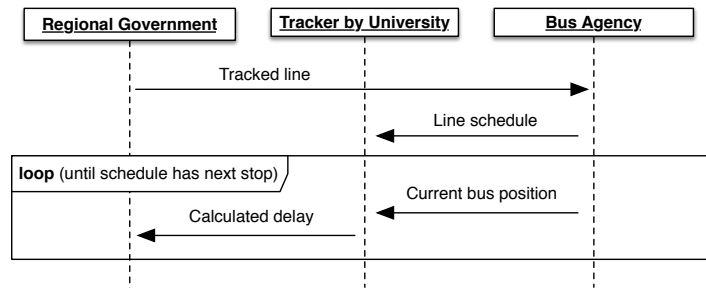 Regional Government
Tracker by University
Bus Agency
Tracked line
Line schedule
loop (until schedule has next stop)
Current bus position
Calculated delay